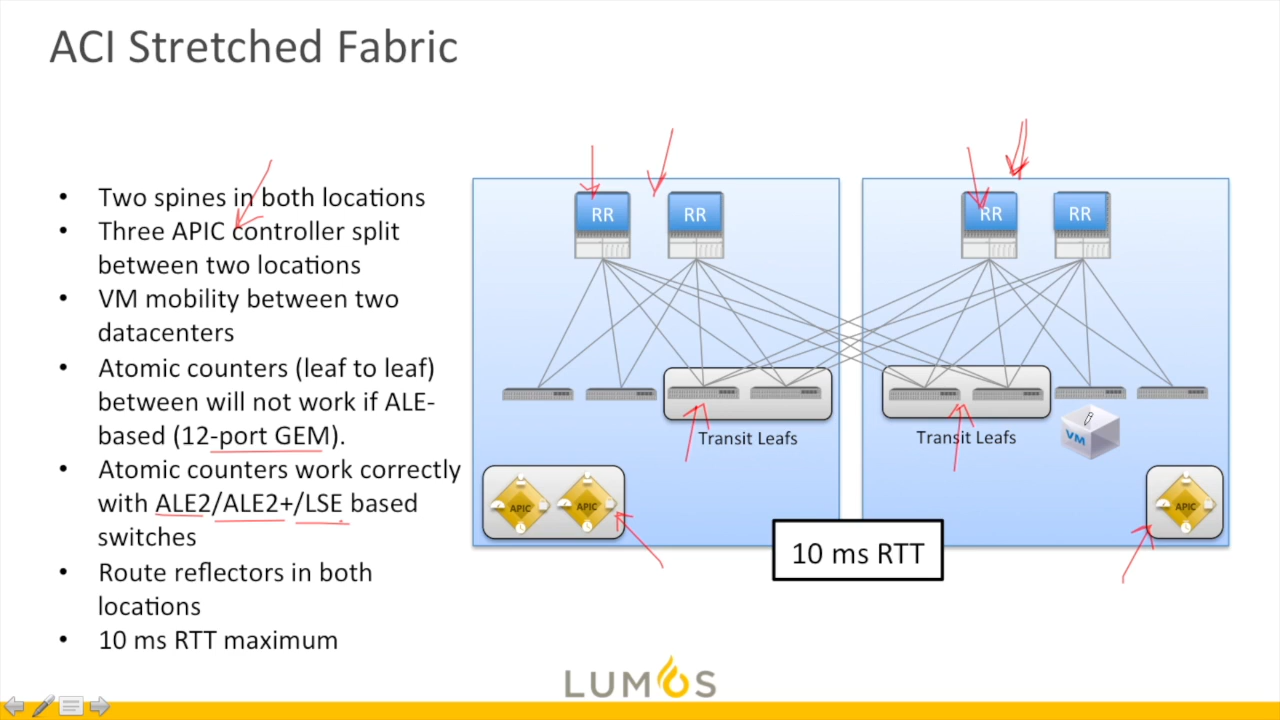 ACI Stretched Fabric
• Two spines in both locations
• Three APIC controller split
between two locations
• VM mobility between two
datacenters
• Atomic counters (leaf to leaf)
between will not work if ALE-
based (12-port GEM).
• Atomic counters work correctly
with ALE2/ALE2+/LSE based
switches
• Route reflectors in both
locations
• 10 ms RTT maximum
RR
RR
RR
RR
Transit Leafs
Transit Leafs
VM
APIC
APIC
APIC
10 ms RTT
LUMOS